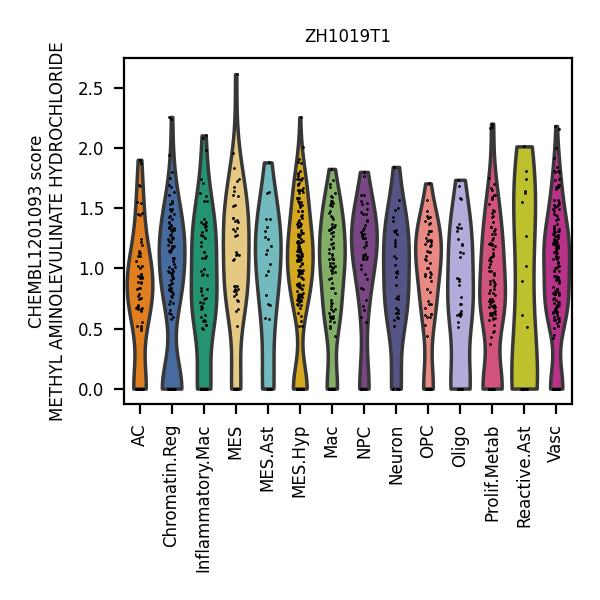 ZH1019T1
CHEMBL1201093 score
METHYL AMINOLEVULINATE HYDROCHLORIDE
2.5
2.0
1.5
1.0
0.5
0.0
AC
Chromatin.Reg
Inflammatory.Mac
MES
MES.Ast
MES.Hyp
Mac
NPC
Neuron
OPC
Oligo
Prolif.Metab
Reactive.Ast
Vasc